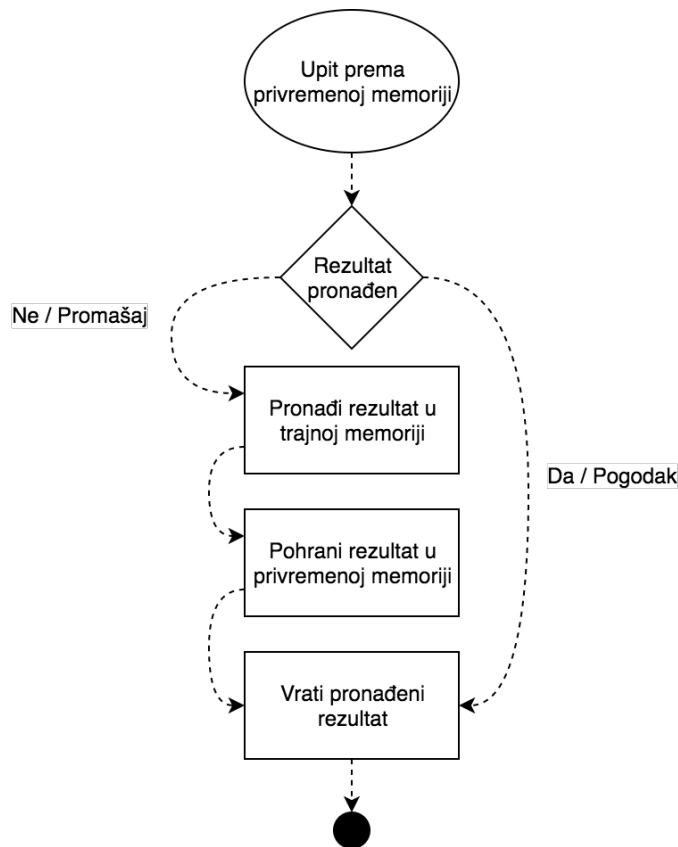 Upit prema
privremenoj memoriji
Rezultat
pronađen
Ne / Promašaj
Pronađi rezultat u
trajnoj memoriji
Da / Pogodak
Pohrani rezultat u
privremenoj memoriji
Vrati pronađeni
rezultat